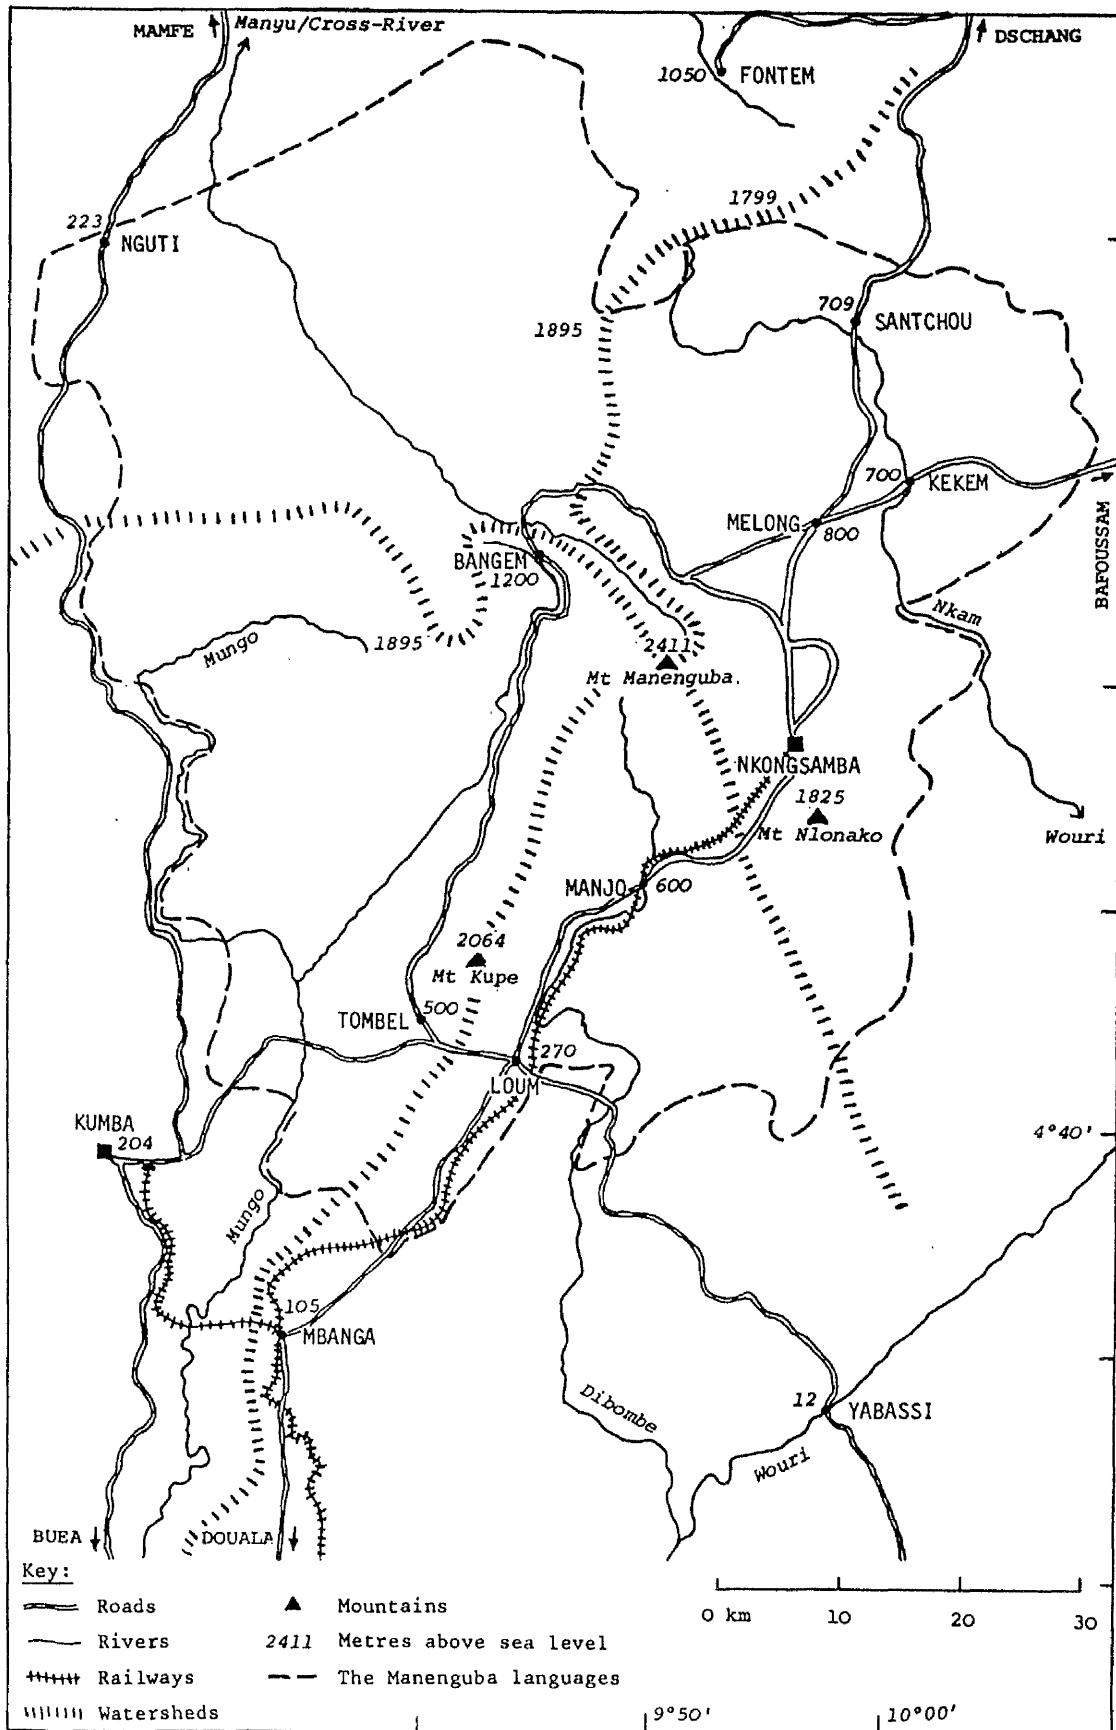 MAMFE
Manyu/Cross-River
DSCHANG
1050
FONTEM
1799
223
NGUTI
709
SANTCHOU
1895
700
KEKEM
MELONG
800
BAFOUSSAM
BANGEM
1200
Nkam
Mungo
1895
2411
Mt Manenguba.
NKONGSAMBA
1825
Mt Nlonako
Wouri
MANJO
600
2064
Mt Kupe
500
TOMBEL
270
LOUM
KUMBA
204
4°40'
Mungo
105
MBANGA
12
YABASSI
Dibombe
Wouri
BUEA
DOUALA
Key:
Roads
Mountains
0 km 10 20 30
Rivers
2411 Metres above sea level
Railways
The Manenguba languages
Watersheds
9°50'
10°00'